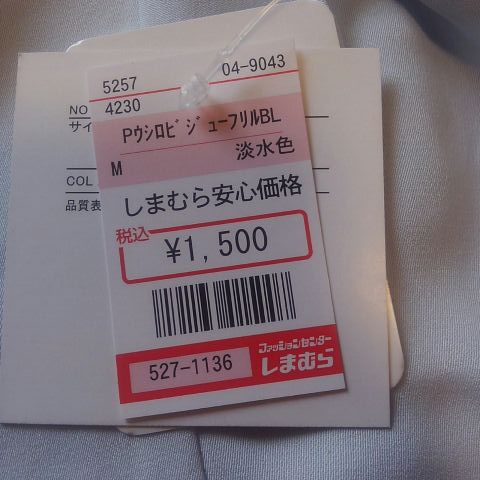 5257 04-9043
4230
PｳｼﾛﾋﾞｼﾞｭｰﾌﾘﾙBL
M 淡水色
しまむら安心価格
税込
¥1,500
527-1136
ファッションセンター
しまむら
NO
サイ
COL
品質表